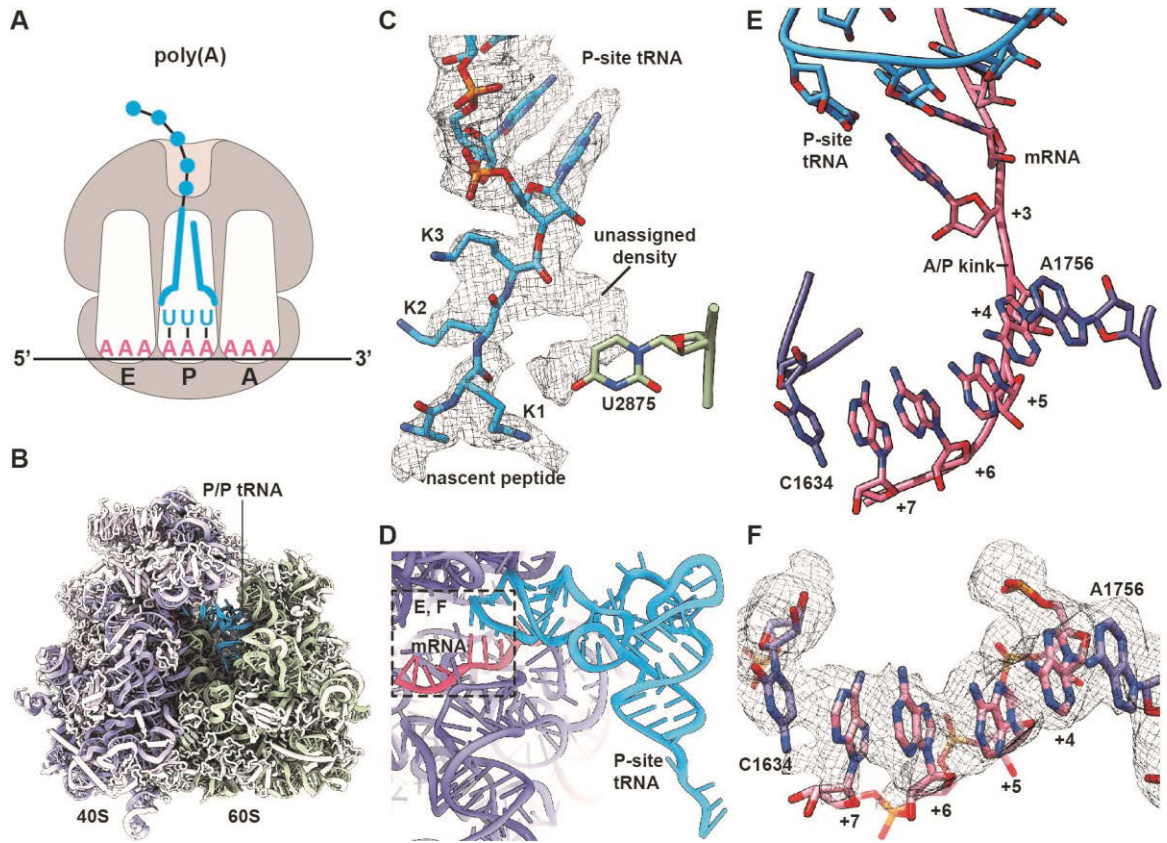 A
poly(A)
U U U
AAA AAA AAA
5’ 3’
E P A
B
P/P tRNA
40S 60S
C
P-site tRNA
K3
unassigned
density
K2
U2875
K1
nascent peptide
D
E, F
mRNA
P-site
tRNA
E
P-site
tRNA
mRNA
+3
A/P kink
A1756
+4
+5
C1634
+6
+7
F
A1756
C1634
+4
+5
+6
+7